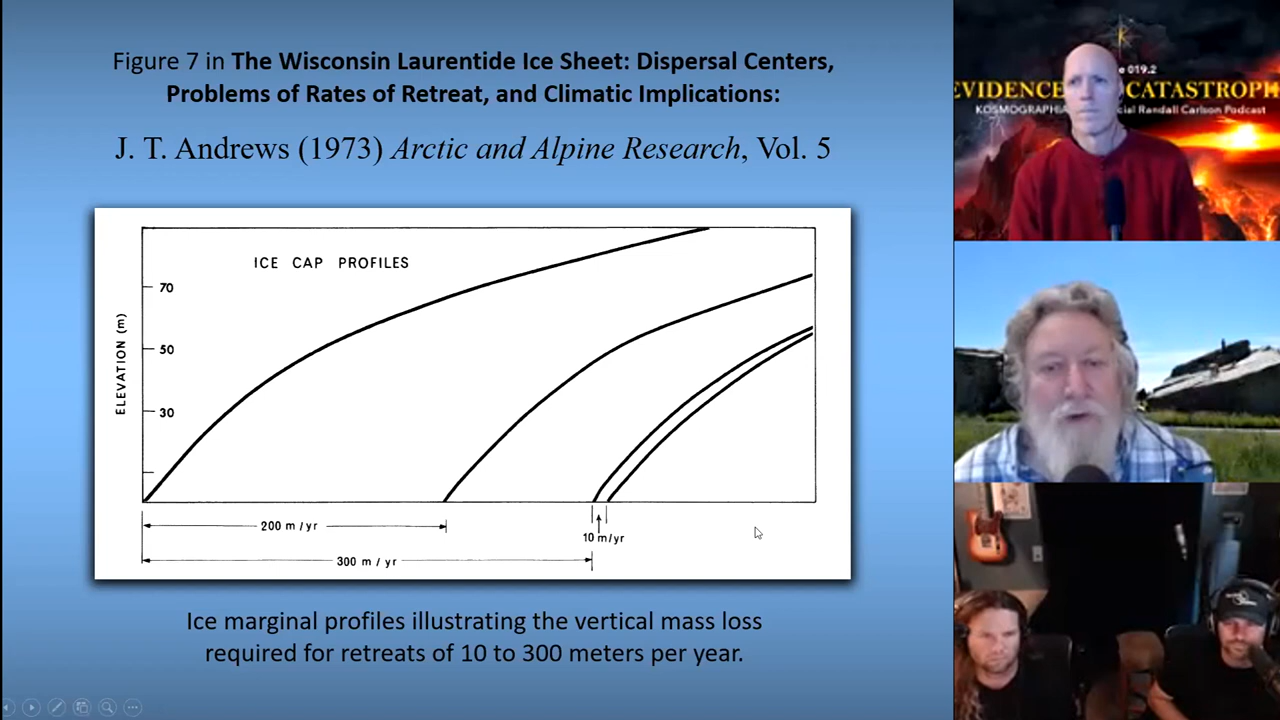 Figure 7 in The Wisconsin Laurentide Ice Sheet: Dispersal Centers,
Problems of Rates of Retreat, and Climatic Implications:
J. T. Andrews (1973) Arctic and Alpine Research, Vol. 5
ICE CAP PROFILES
ELEVATION (m)
70
50
30
200 m/yr
10 m/yr
300 m / yr
Ice marginal profiles illustrating the vertical mass loss
required for retreats of 10 to 300 meters per year.
019.2
EVIDENCE CATASTROPH
KOSMOGRAPHIA cial Randall Carlson Podcast